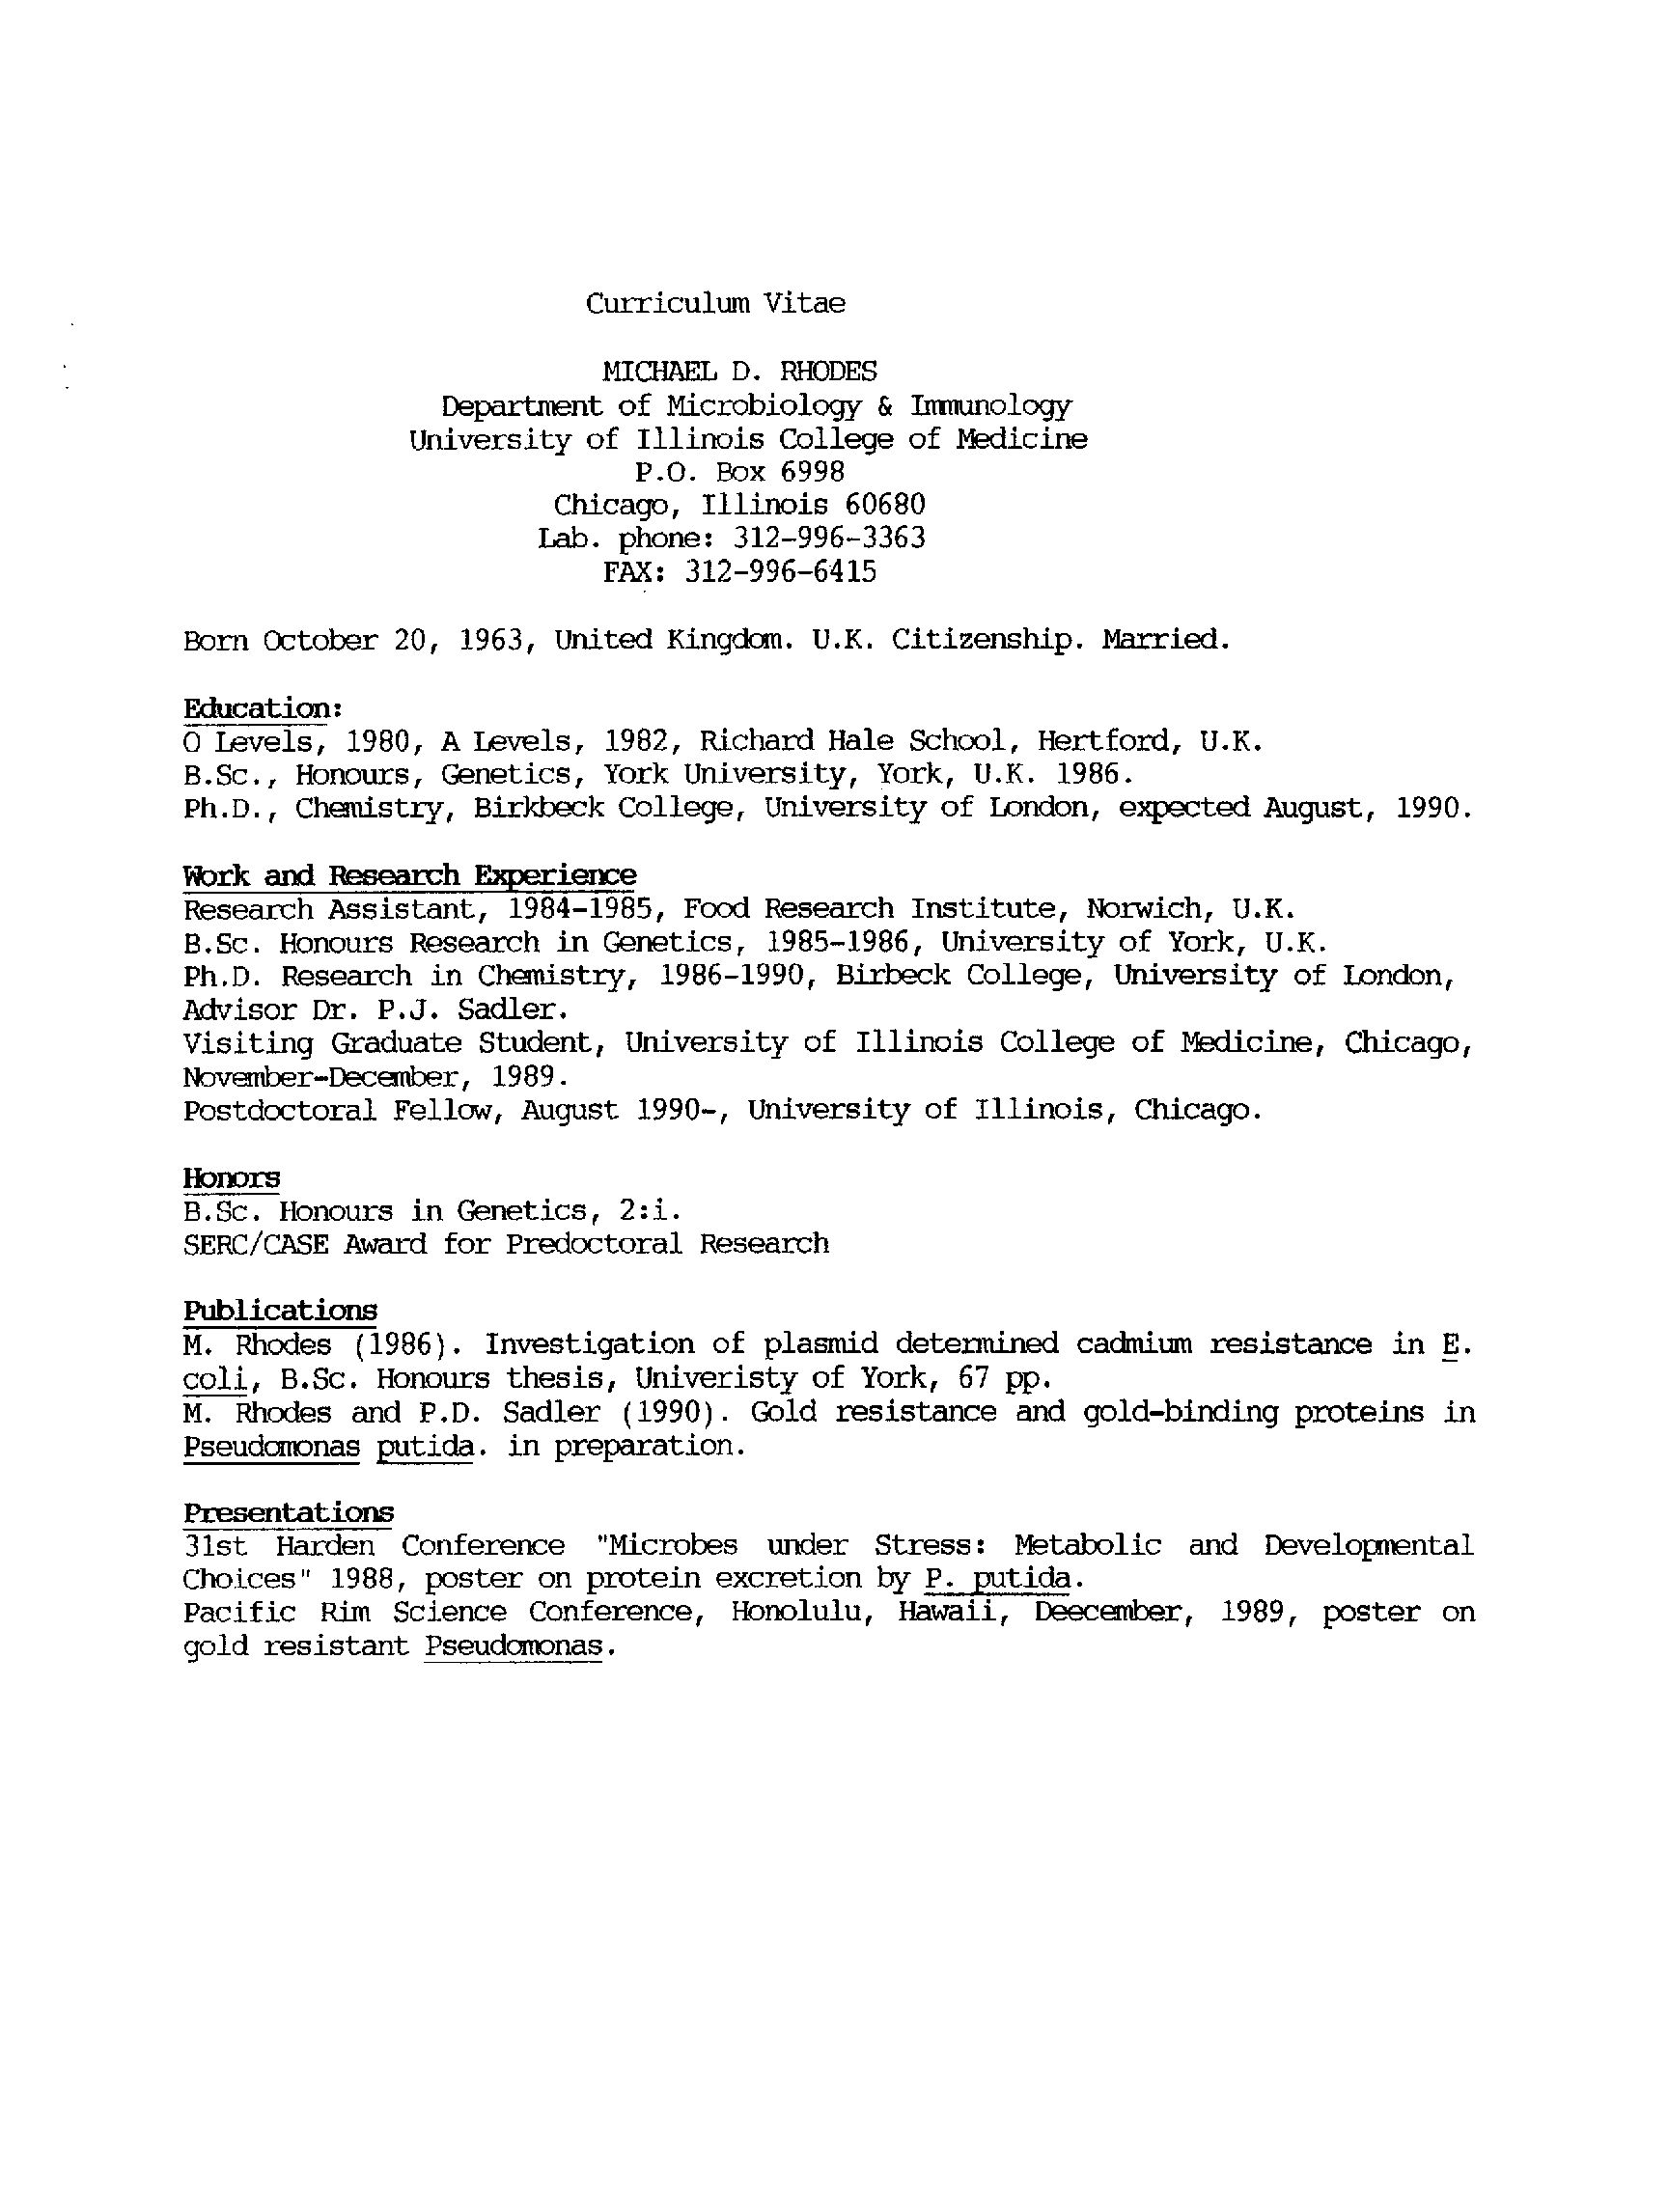 Curriculum Vitae
MICHAEL D. RHODES
Department of Microbiology & Immunology
University of Illinois College of Medicine
P.O. Box 6998
Chicago, Illinois 60680
Lab. phone: 312-996-3363
FAX: 312-996-6415
Born October 20, 1963, United Kingdom. U.K. Citizenship. Married.
Education:
O Levels, 1980, A Levels, 1982, Richard Hale School, Hertford, U.K.
B.Sc., Honours, Genetics, York University, York, U.K. 1986.
Ph.D., Chemistry, Birkbeck College, University of London, expected August, 1990.
Work and Research Experience
Research Assistant, 1984-1985, Food Research Institute, Norwich, U.K.
B.Sc. Honours Research in Genetics, 1985-1986, University of York, U.K.
Ph.D. Research in Chemistry, 1986-1990, Birbeck College, University of London,
Advisor Dr. P.J. Sadler.
Visiting Graduate Student, University of Illinois College of Medicine, Chicago,
November-December, 1989.
Postdoctoral Fellow, August 1990-, University of Illinois, Chicago.
Honors
B.Sc. Honours in Genetics, 2:i.
SERC/CASE Award for Predoctoral Research
Publications
M. Rhodes (1986). Investigation of plasmid determined cadmium resistance in E.
coli, B.Sc. Honours thesis, Univeristy of York, 67 pp.
M. Rhodes and P.D. Sadler (1990). Gold resistance and gold-binding proteins in
Pseudomonas putida. in preparation.
Presentations
31st Harden Conference "Microbes under Stress: Metabolic and Developmental
Choices" 1988, poster on protein excretion by P. putida.
Pacific Rim Science Conference, Honolulu, Hawaii, Deecember, 1989, poster on
gold resistant Pseudomonas.